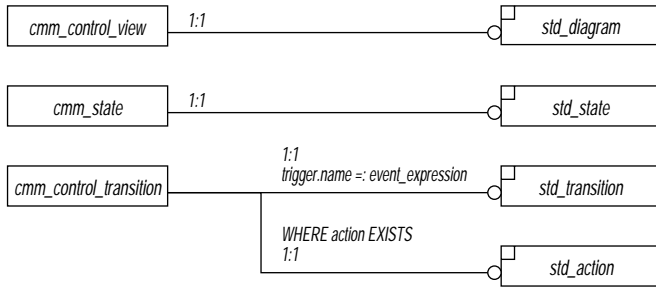 cmm_control_view
1:1
std_diagram
cmm_state
1:1
std_state
1:1
cmm_control_transition
trigger.name =: event_expression
std_transition
WHERE action EXISTS
1:1
std_action